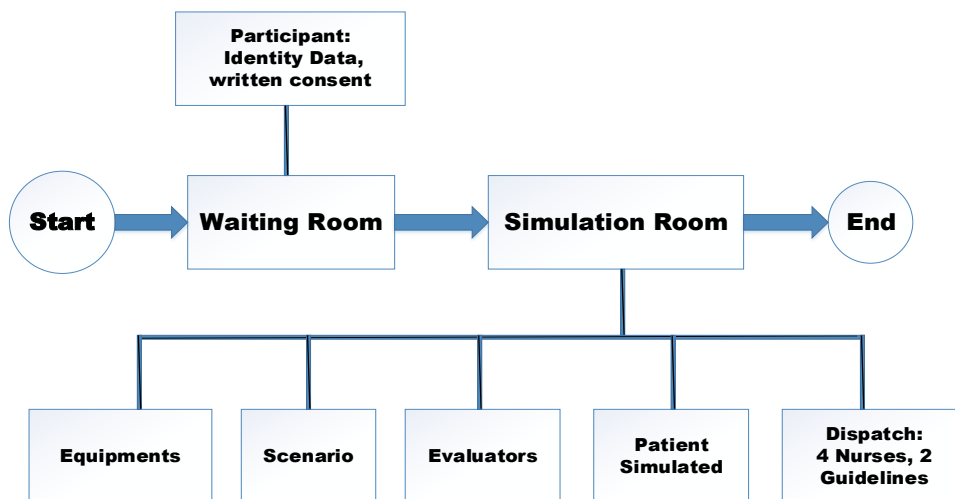 Participant:
Identity Data,
written consent
Start
Waiting Room
Simulation Room
End
Equipments
Scenario
Evaluators
Patient
Simulated
Dispatch:
4 Nurses, 2
Guidelines